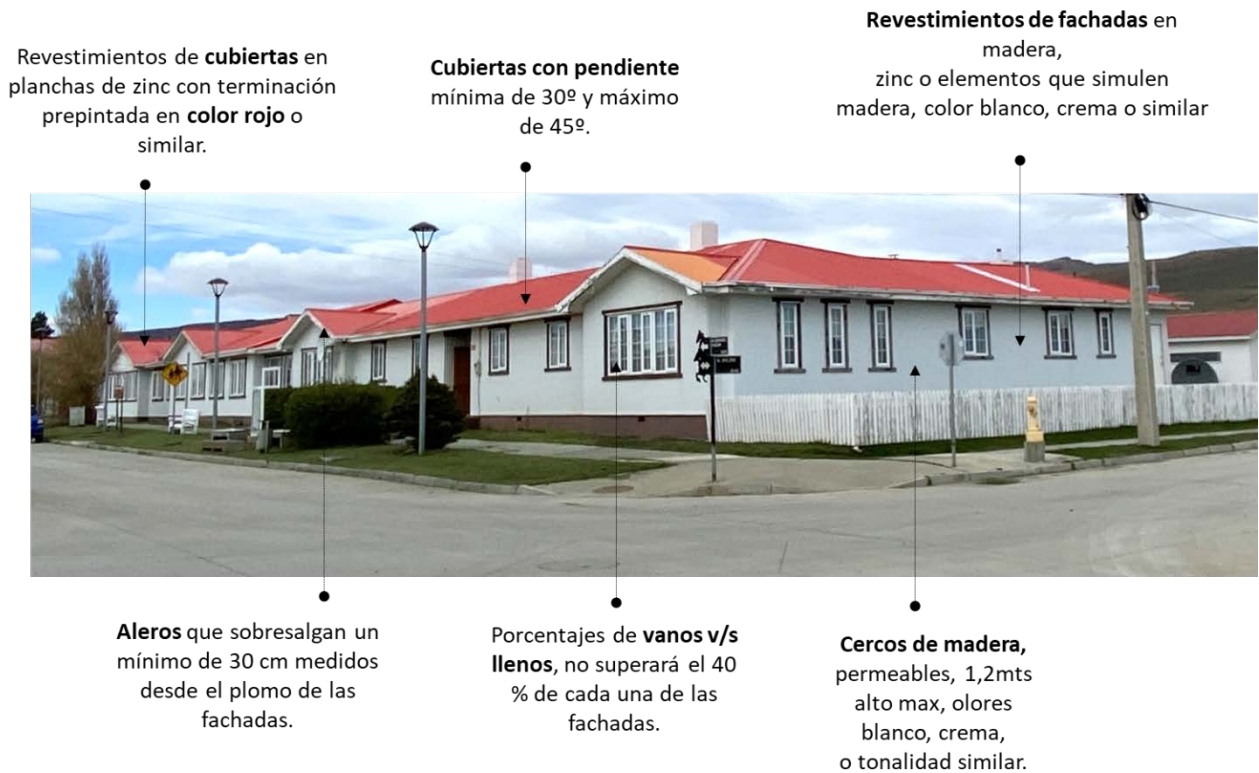 Revestimientos de cubiertas en
planchas de zinc con terminación
prepintada en color rojo o
similar.
Cubiertas con pendiente
mínima de 30º y máximo
de 45º.
Revestimientos de fachadas en
madera,
zinc o elementos que simulen
madera, color blanco, crema o similar
Aleros que sobresalgan un
mínimo de 30 cm medidos
desde el plomo de las
fachadas.
Porcentajes de vanos v/s
llenos, no superará el 40
% de cada una de las
fachadas.
Cercos de madera,
permeables, 1,2mts
alto max, olores
blanco, crema,
o tonalidad similar.